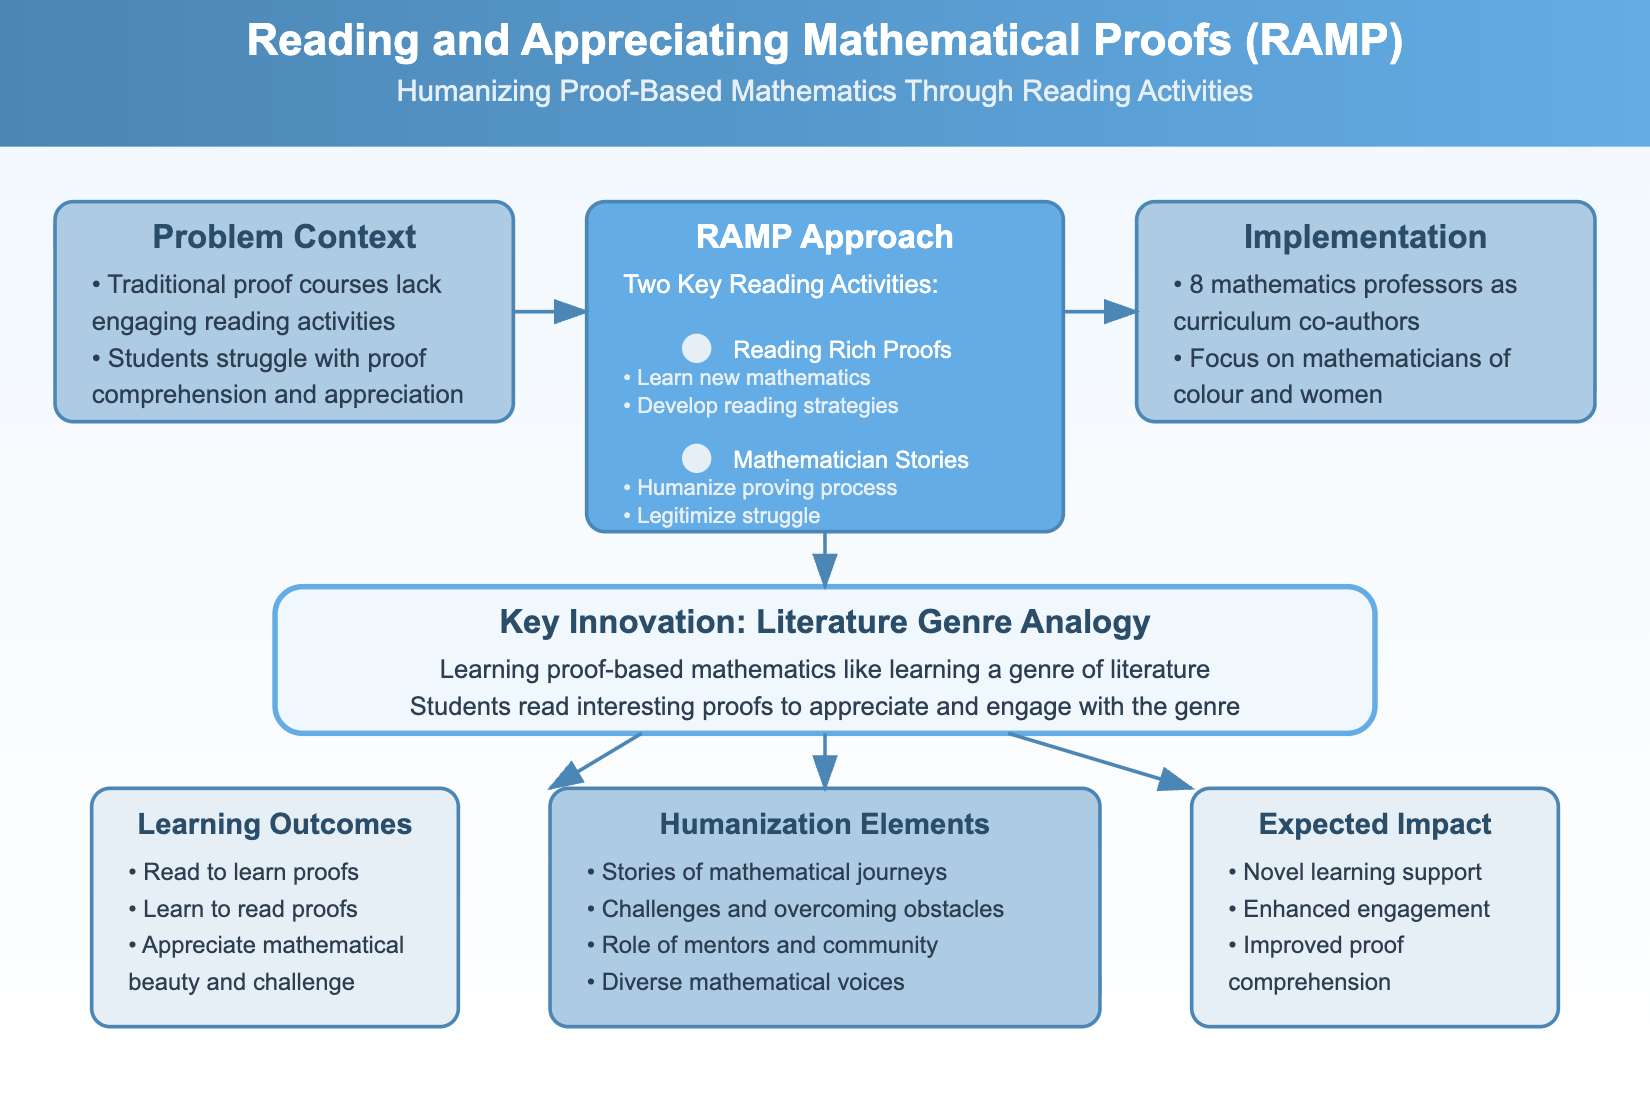 Reading and Appreciating Mathematical Proofs (RAMP)
Humanizing Proof-Based Mathematics Through Reading Activities
Problem Context
• Traditional proof courses lack
engaging reading activities
• Students struggle with proof
comprehension and appreciation
RAMP Approach
Two Key Reading Activities:
Reading Rich Proofs
• Learn new mathematics
• Develop reading strategies
Mathematician Stories
• Humanize proving process
• Legitimize struggle
Implementation
• 8 mathematics professors as
curriculum co-authors
• Focus on mathematicians of
colour and women
Key Innovation: Literature Genre Analogy
Learning proof-based mathematics like learning a genre of literature
Students read interesting proofs to appreciate and engage with the genre
Learning Outcomes
• Read to learn proofs
• Learn to read proofs
• Appreciate mathematical
beauty and challenge
Humanization Elements
• Stories of mathematical journeys
• Challenges and overcoming obstacles
• Role of mentors and community
• Diverse mathematical voices
Expected Impact
• Novel learning support
• Enhanced engagement
• Improved proof
comprehension